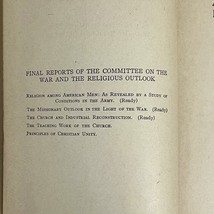 FINAL REPORTS OF THE COMMITTEE ON THE
WAR AND THE RELIGIOUS OUTLOOK
Religion among American Men: As Revealed by a Study of
Conditions in the Army. (Ready)
The Missionary Outlook in the Light of the War. (Ready)
The Church and Industrial Reconstruction. (Ready)
The Teaching Work of the Church.
Principles of Christian Unity.